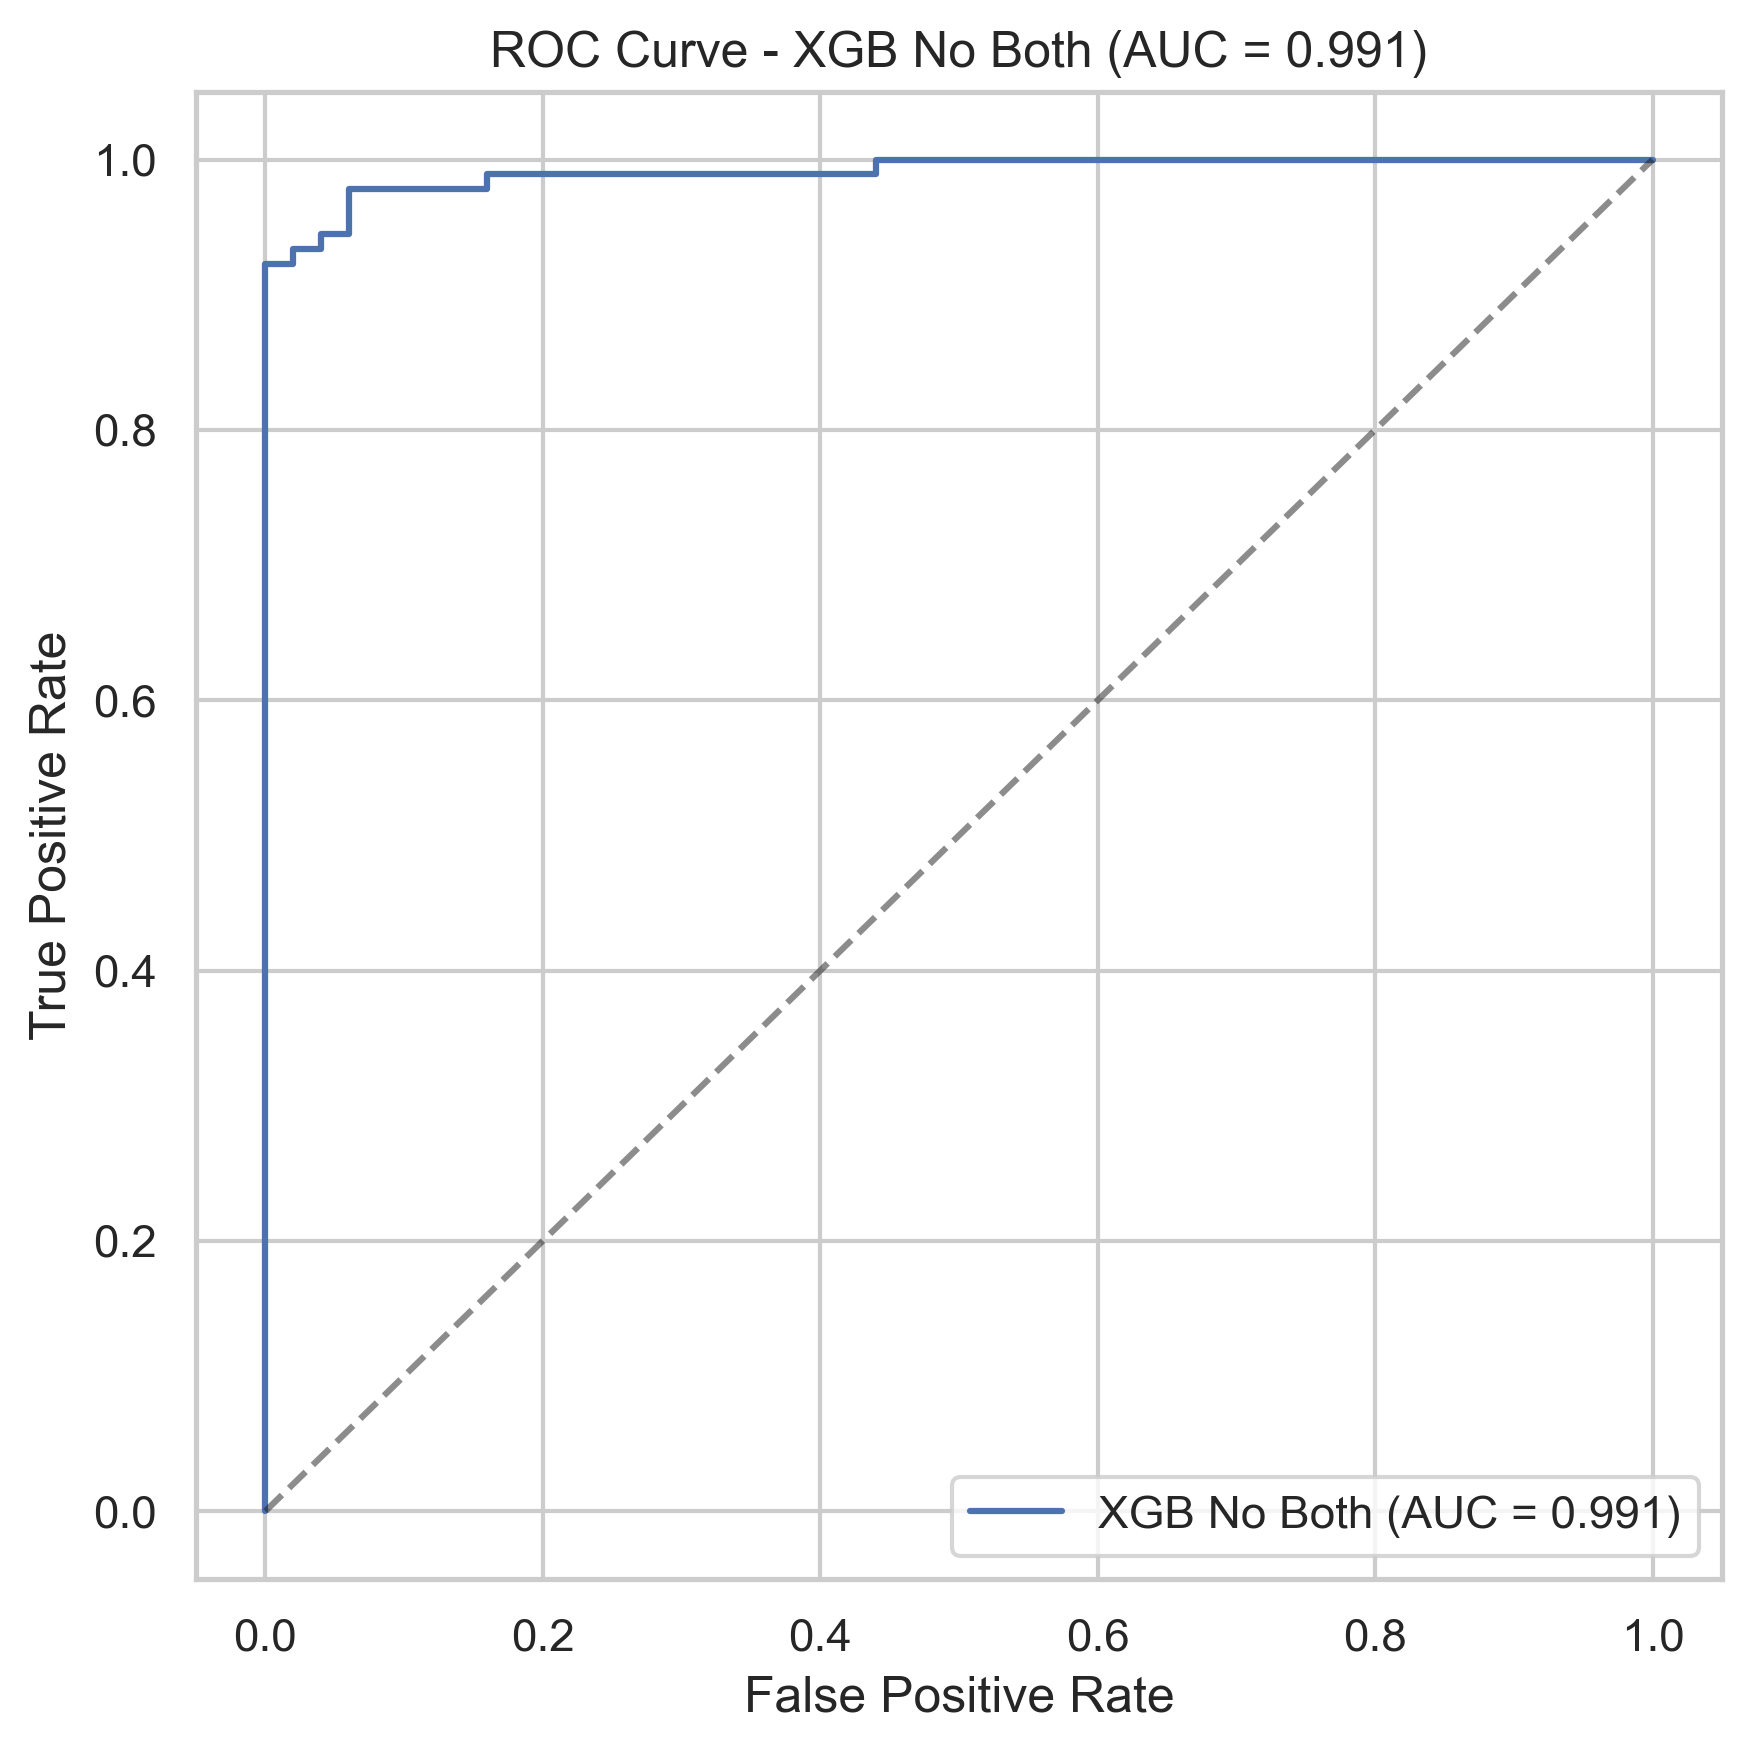 ROC Curve - XGB No Both (AUC = 0.991)
True Positive Rate
1.0
0.8
0.6
0.4
0.2
0.0
XGB No Both (AUC = 0.991)
0.0 0.2 0.4 0.6 0.8 1.0
False Positive Rate